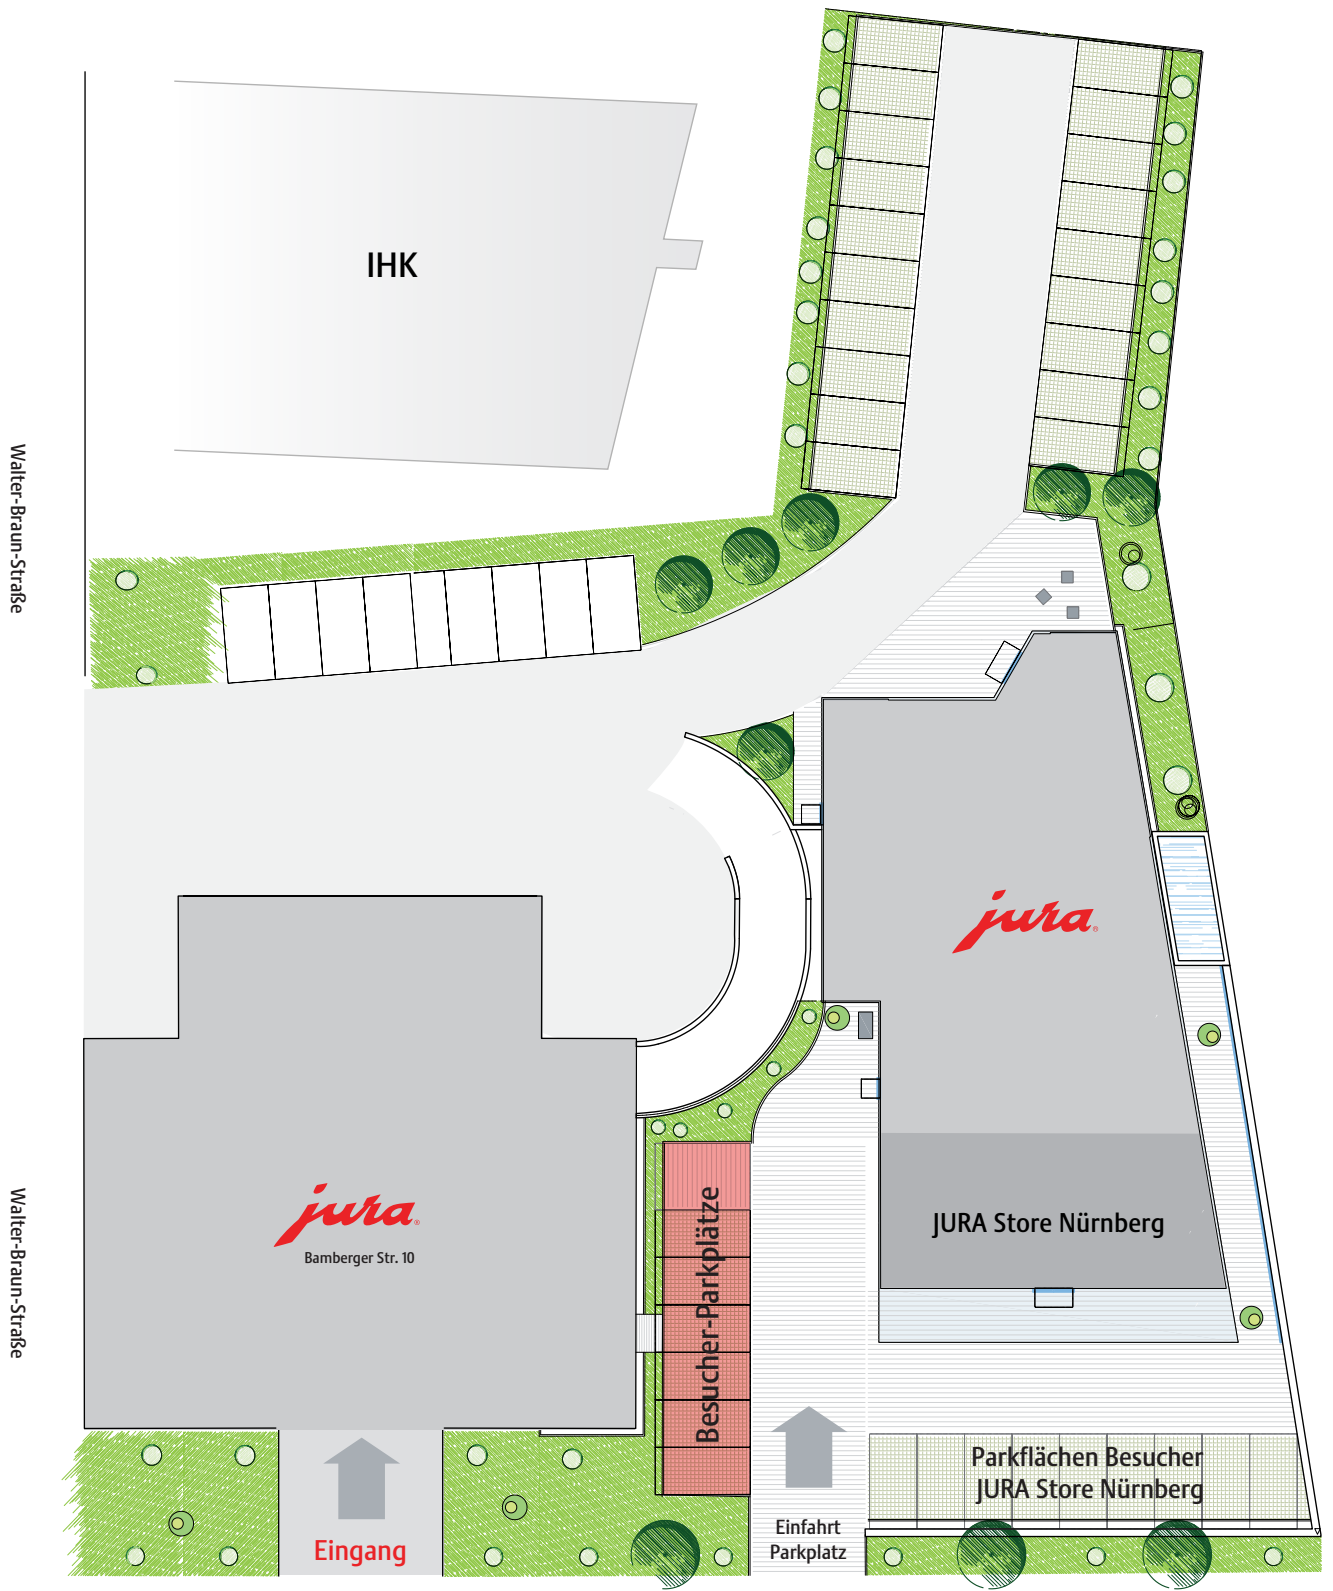 IHK
Walter-Braun-Straße
jura®
jura®
Bamberger Str. 10
Walter-Braun-Straße
Besucher-Parkplätze
JURA Store Nürnberg
Parkflächen Besucher
JURA Store Nürnberg
Einfahrt
Parkplatz
Eingang